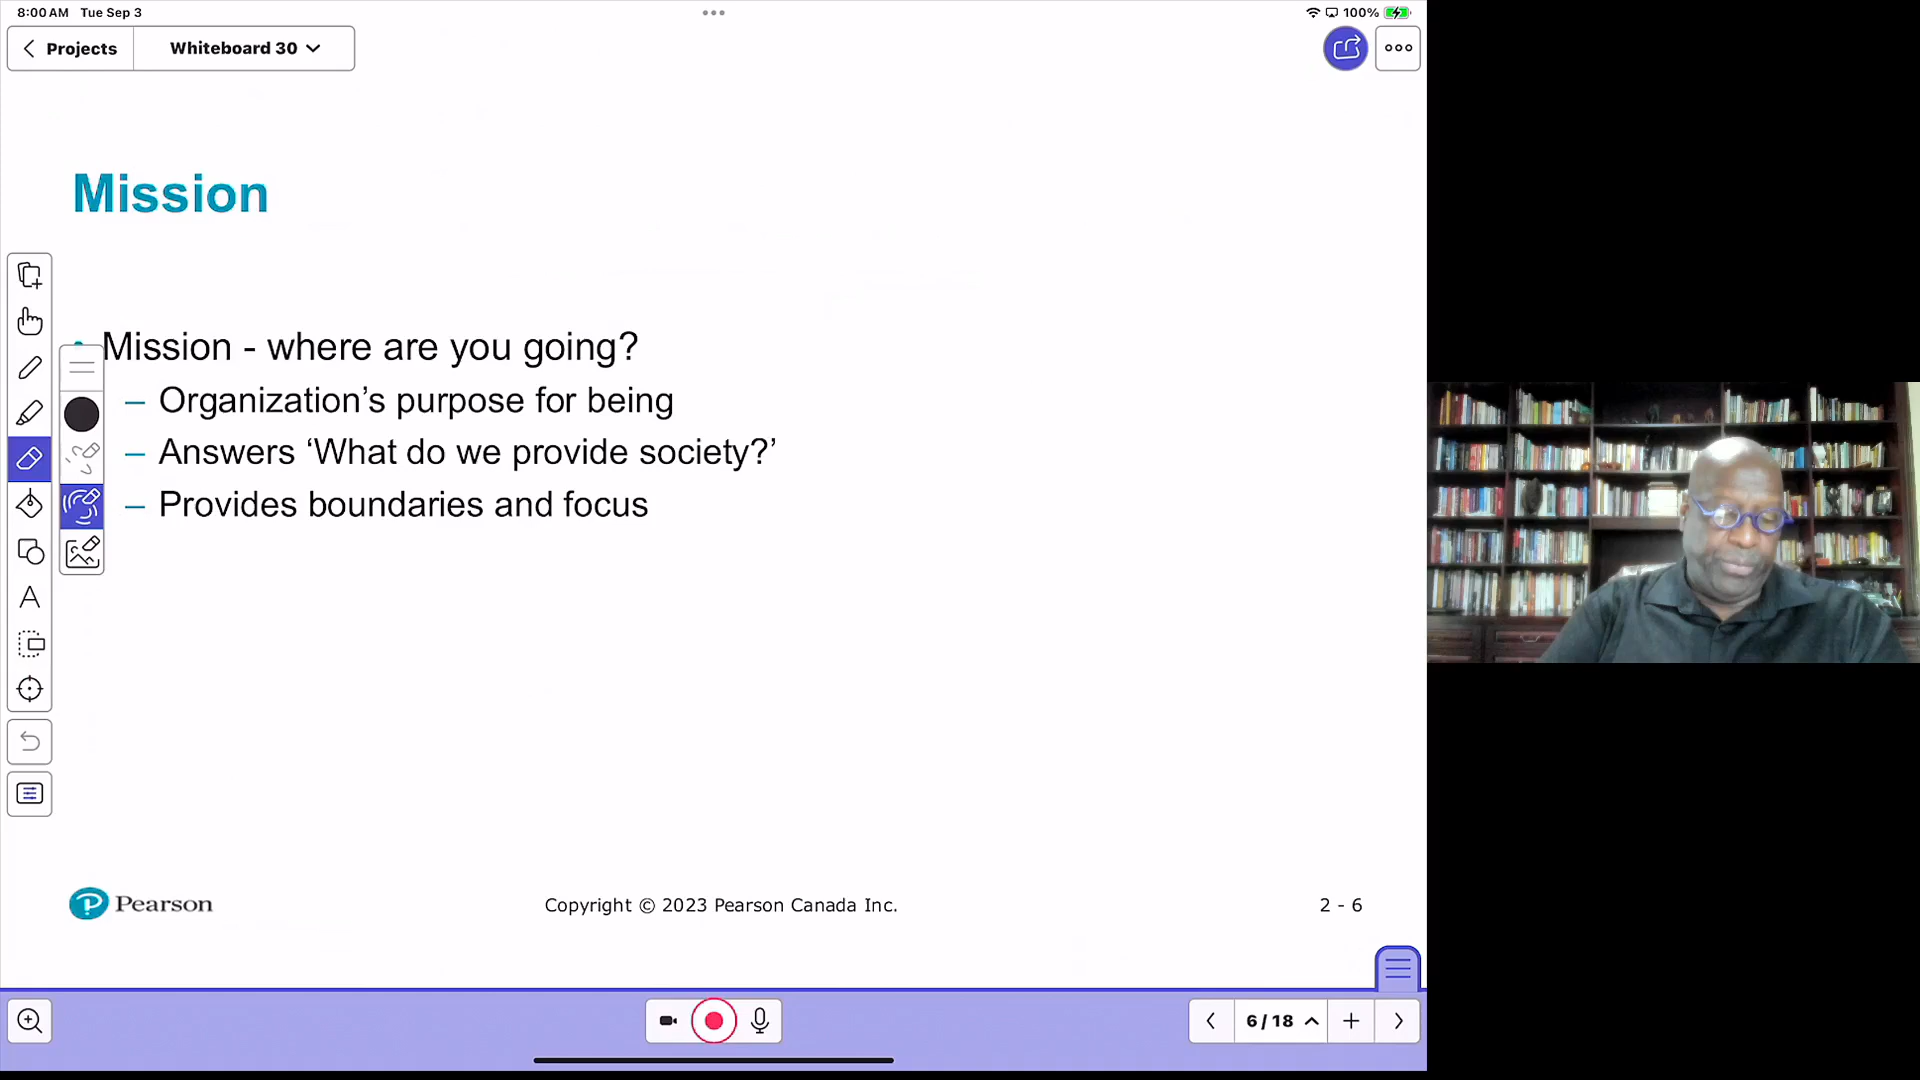 8:00 AM Tue Sep 3
100%
Projects
Whiteboard 30
Mission
• Mission - where are you going?
– Organization’s purpose for being
– Answers ‘What do we provide society?’
– Provides boundaries and focus
A
Pearson
Copyright © 2023 Pearson Canada Inc.
2 - 6
6 / 18